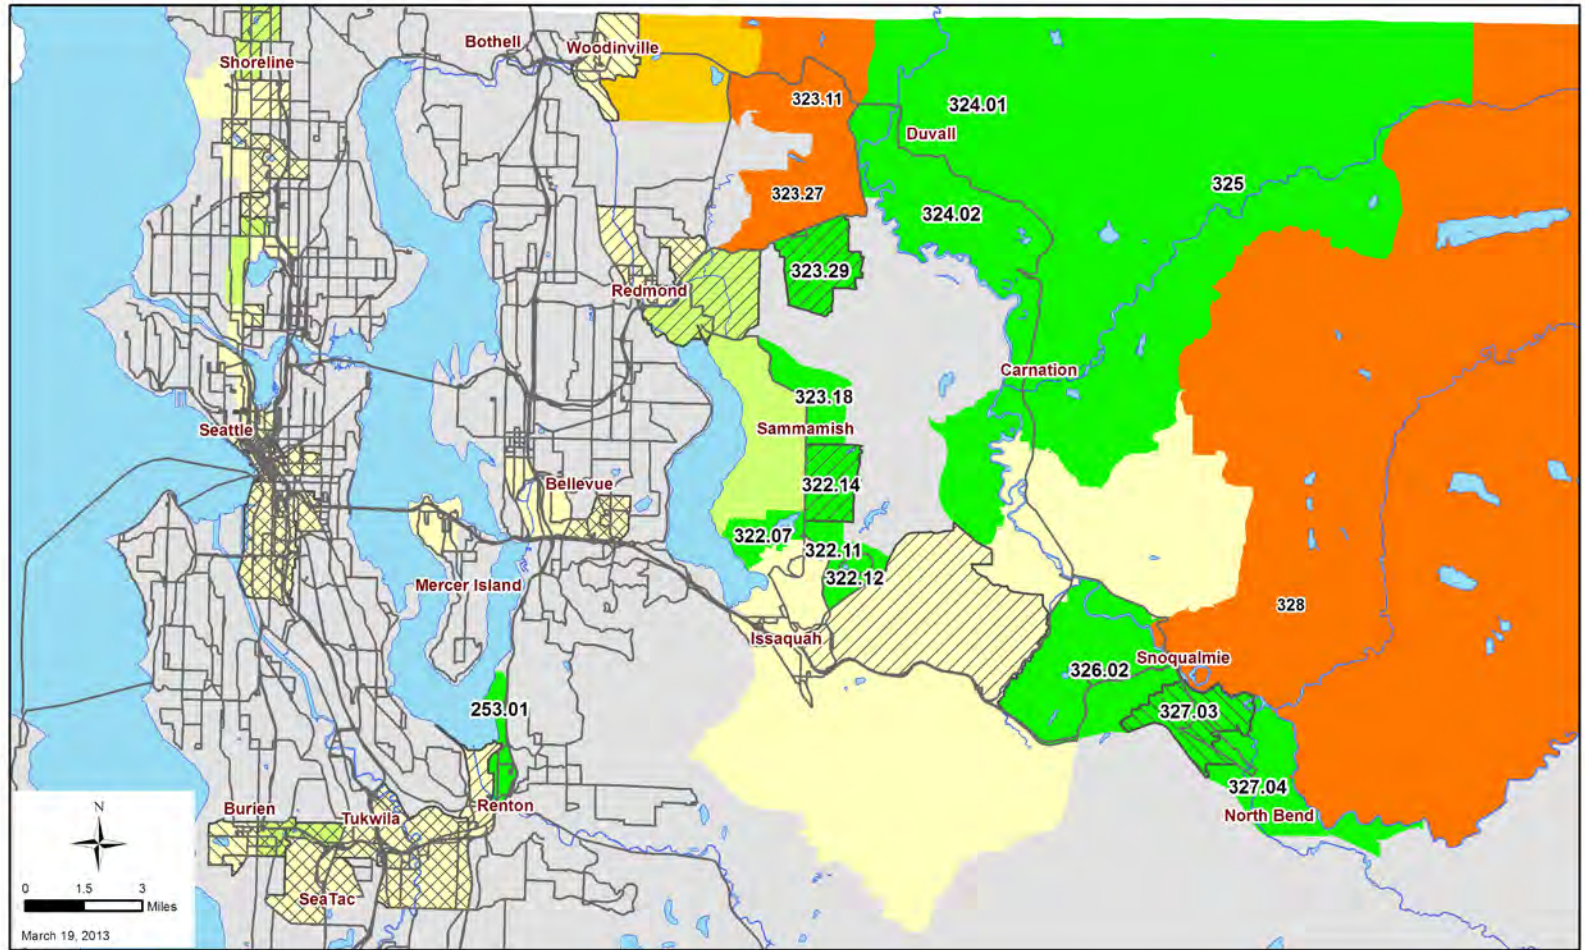 Bothell
Woodinville
Shoreline
323.11
324.01
Duvall
325
323.27
324.02
323.29
Redmond
Carnation
323.18
Seattle
Sammamish
Bellevue
322.14
322.07
322.11
322.12
Mercer Island
328
Issaquah
Snoqualmie
326.02
253.01
327.03
327.04
North Bend
Renton
Burien
Tukwila
SeaTac
N
0 1.5 3
Miles
March 19, 2013